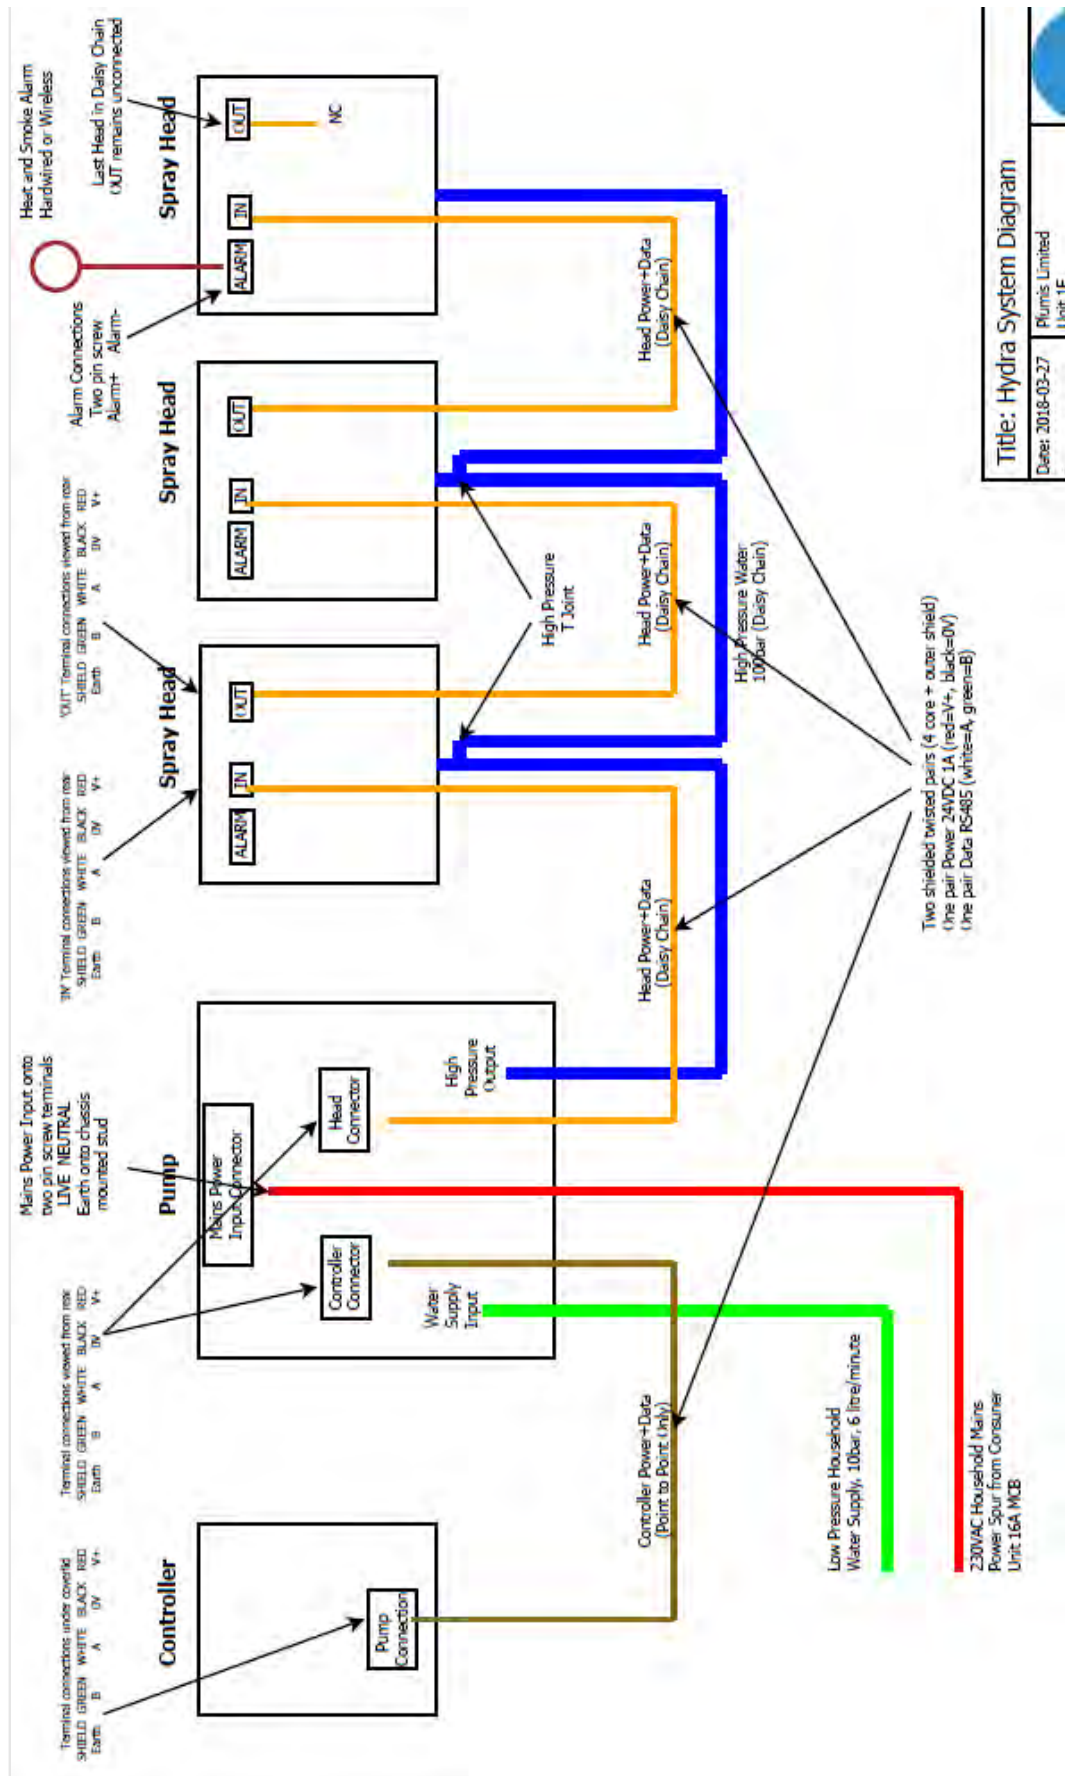 Terminal connections under coverlid
SHIELD GREEN WHITE BLACK RED
Earth B A 0V V+
Controller
Pump
Connection
Terminal connections viewed from rear
SHIELD GREEN WHITE BLACK RED
Earth B A 0V V+
Mains Power Input onto
two pin screw terminals
LIVE NEUTRAL
Earth onto chassis
mounted stud
Pump
Mains Power
Input Connector
Controller
Connector
Head
Connector
Water
Supply
Input
High
Pressure
Output
'IN' Terminal connections viewed from rear
SHIELD GREEN WHITE BLACK RED
Earth B A 0V V+
Spray Head
ALARM
IN
OUT
'OUT' Terminal connections viewed from rear
SHIELD GREEN WHITE BLACK RED
Earth B A 0V V+
Spray Head
ALARM
IN
OUT
Alarm Connections
Two pin screw
Alarm+ Alarm-
Heat and Smoke Alarm
Hardwired or Wireless
Last Head in Daisy Chain
OUT remains unconnected
Spray Head
ALARM
IN
OUT
NC
High Pressure
T Joint
Controller Power+Data
(Point to Point Only)
Head Power+Data
(Daisy Chain)
Head Power+Data
(Daisy Chain)
Head Power+Data
(Daisy Chain)
High Pressure Water
100bar (Daisy Chain)
Low Pressure Household
Water Supply, 10bar, 6 litre/minute
230VAC Household Mains
Power Spur from Consuner
Unit 16A MCB
Two shielded twisted pairs (4 core + outer shield)
One pair Power 24VDC 1A (red=V+, black=0V)
One pair Data RS485 (white=A, green=B)
Title: Hydra System Diagram
Date: 2018-03-27
Plumis Limited
Unit 1F